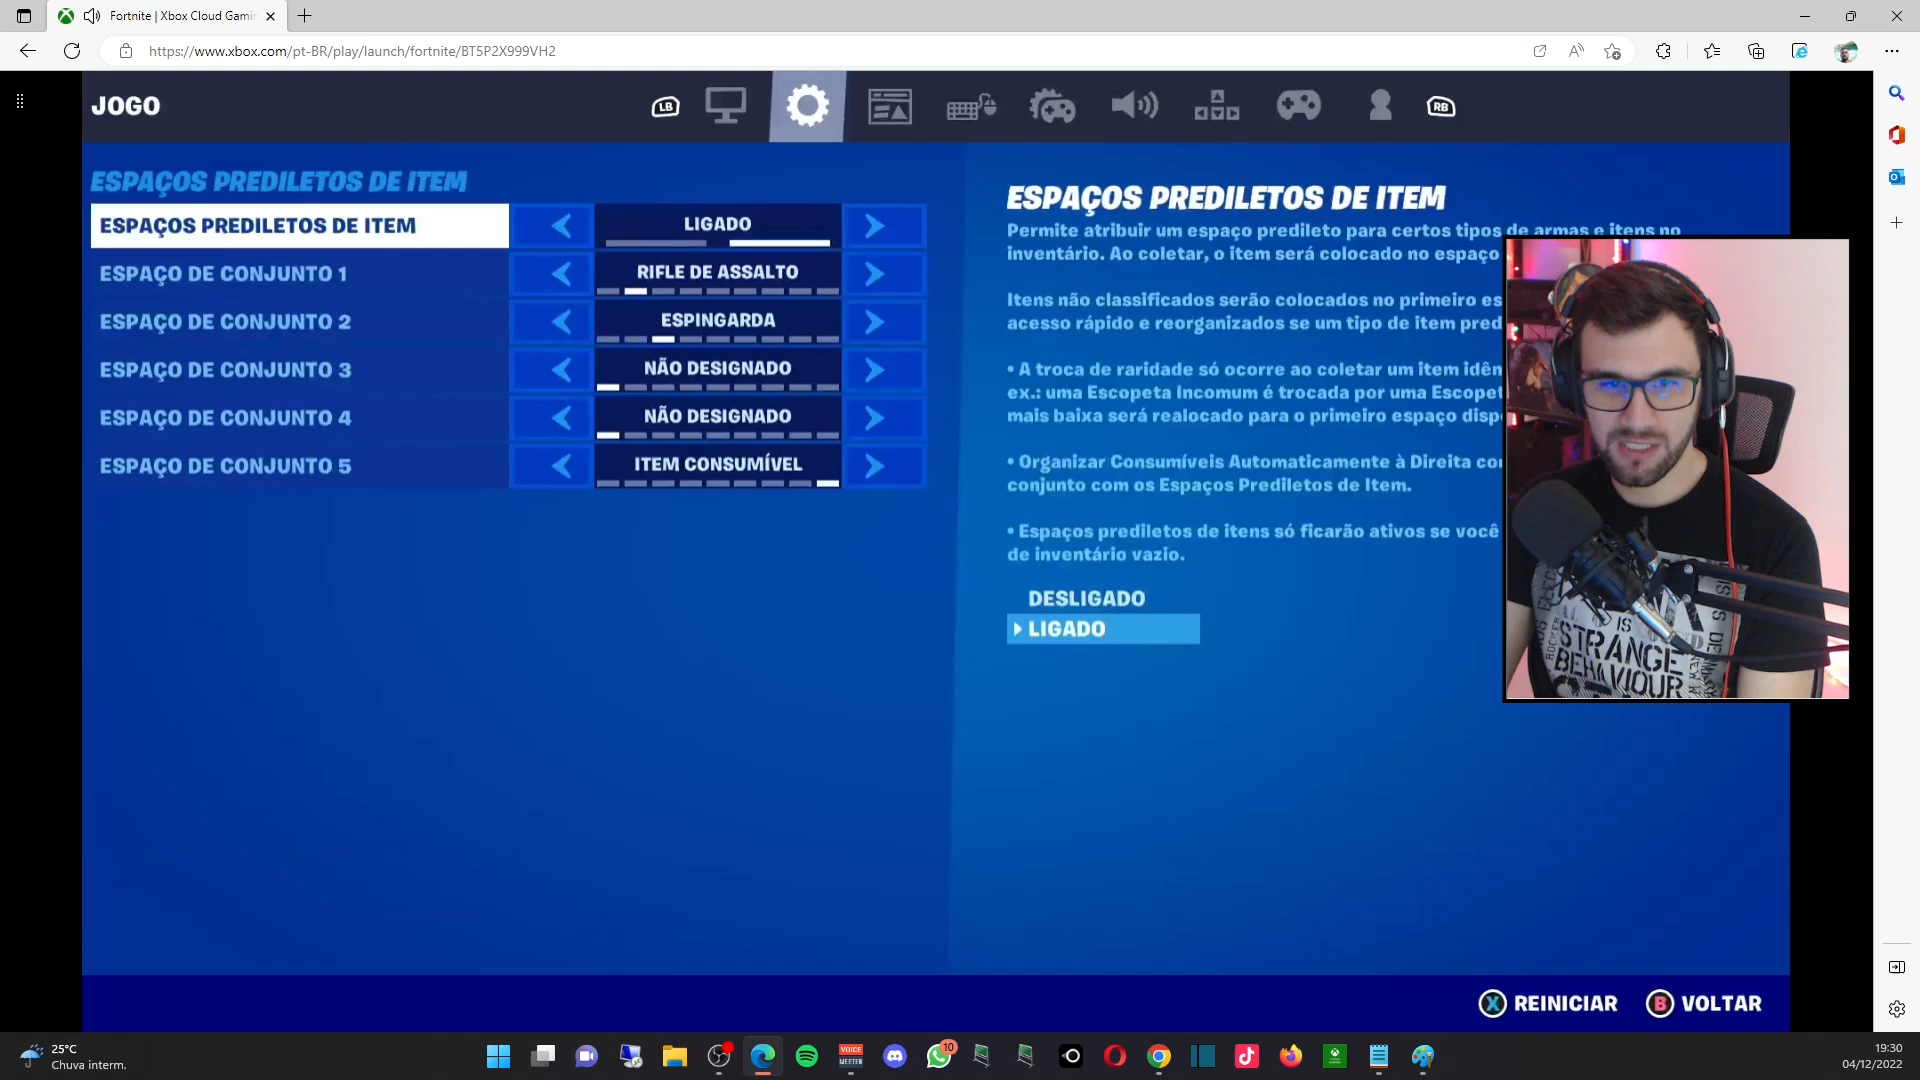 Fortnite | Xbox Cloud Gami
https://www.xbox.com/pt-BR/play/launch/fortnite/BT5P2X999VH2
JOGO
LB
RB
ESPAÇOS PREDILETOS DE ITEM
ESPAÇOS PREDILETOS DE ITEM
LIGADO
ESPAÇO DE CONJUNTO 1
RIFLE DE ASSALTO
ESPAÇO DE CONJUNTO 2
ESPINGARDA
ESPAÇO DE CONJUNTO 3
NÃO DESIGNADO
ESPAÇO DE CONJUNTO 4
NÃO DESIGNADO
ESPAÇO DE CONJUNTO 5
ITEM CONSUMÍVEL
ESPAÇOS PREDILETOS DE ITEM
Permite atribuir um espaço predileto para certos tipos de armas e itens no
inventário. Ao coletar, o item será colocado no espaço
Itens não classificados serão colocados no primeiro es
acesso rápido e reorganizados se um tipo de item pred
• A troca de raridade só ocorre ao coletar um item idên
ex.: uma Escopeta Incomum é trocada por uma Escopet
mais baixa será realocado para o primeiro espaço disp
• Organizar Consumíveis Automaticamente à Direita co
conjunto com os Espaços Prediletos de Item.
• Espaços prediletos de itens só ficarão ativos se você
de inventário vazio.
DESLIGADO
LIGADO
IS
STRANGE
BEHAVIOUR
X REINICIAR
B VOLTAR
25°C
Chuva interm.
VOICE
MEETER
10
19:30
04/12/2022